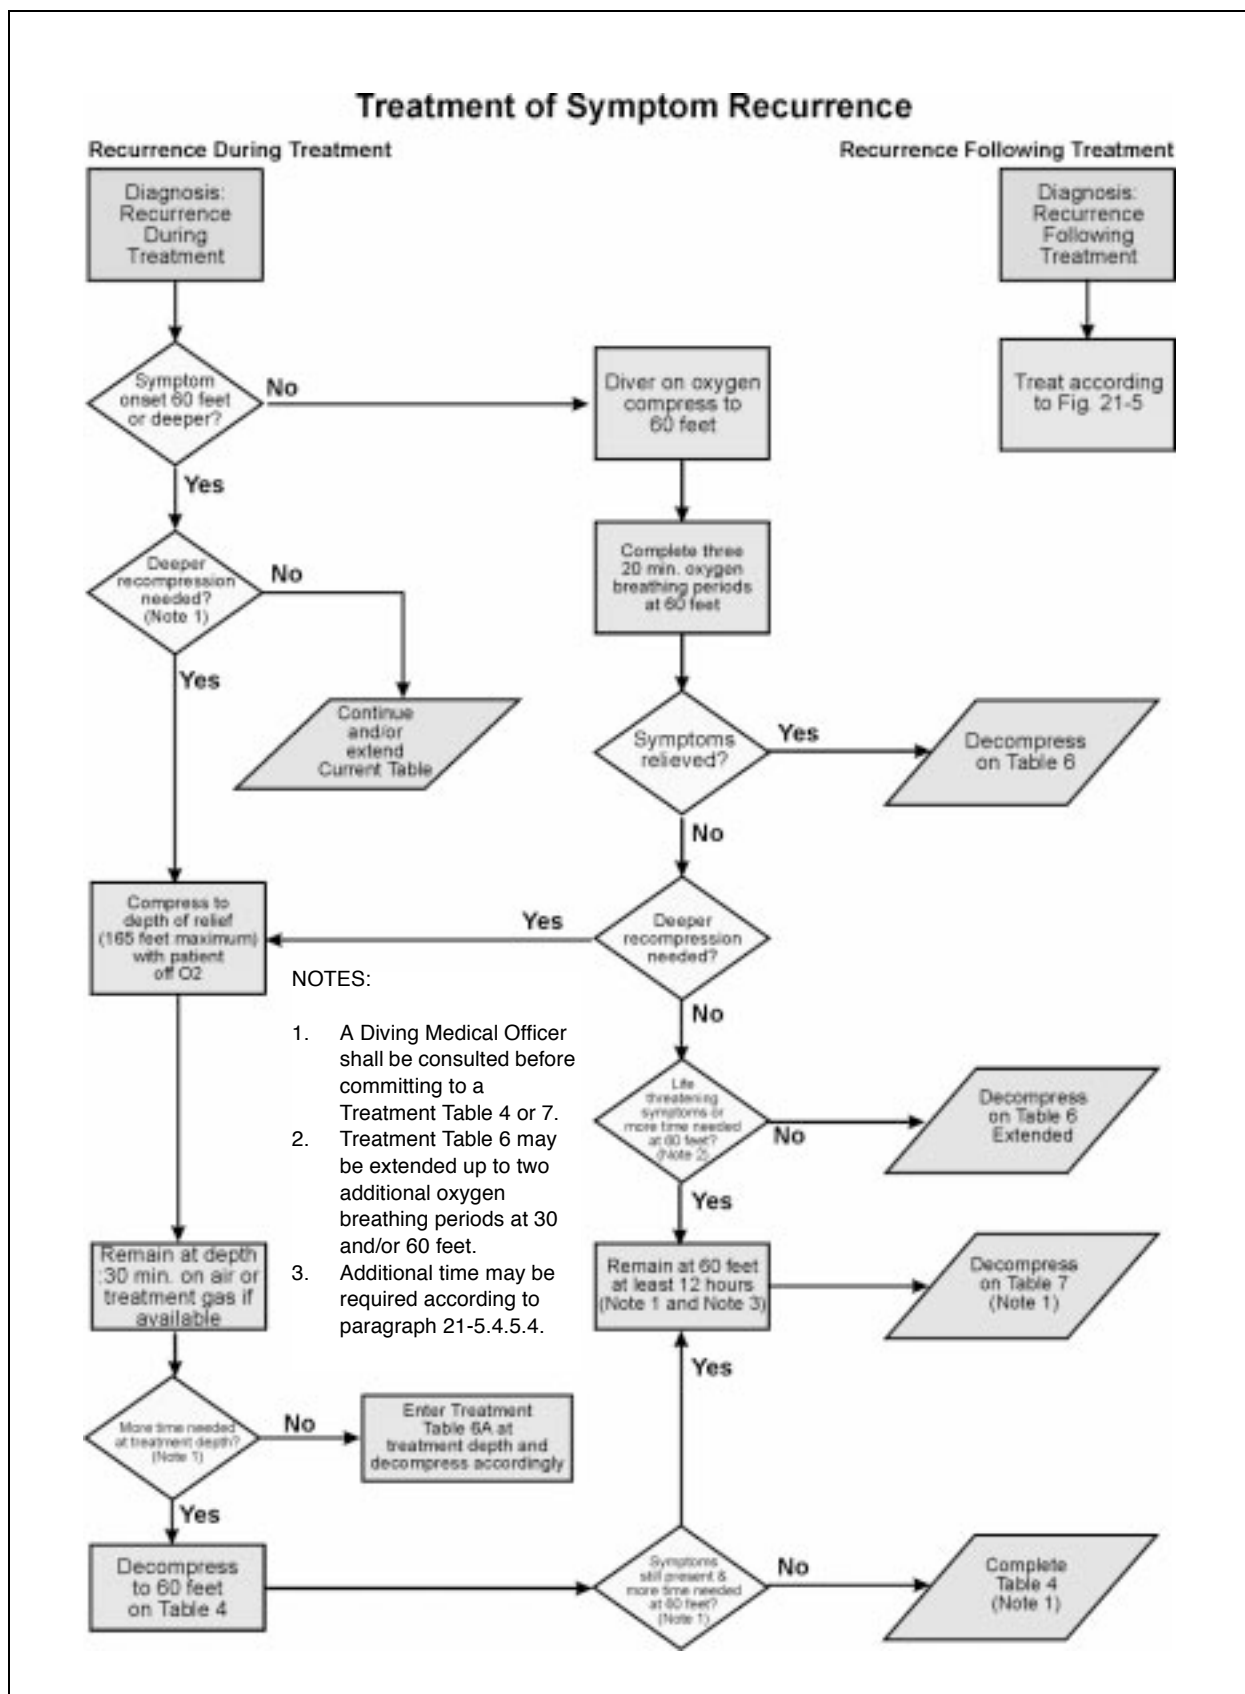 Treatment of Symptom Recurrence
Recurrence During Treatment
Recurrence Following Treatment
Diagnosis:
Recurrence
During
Treatment
Diagnosis:
Recurrence
Following
Treatment
Symptom
onset 60 feet
or deeper?
No
Diver on oxygen
compress to
60 feet
Treat according
to Fig. 21-5
Yes
Deeper
recompression
needed?
(Note 1)
No
Complete three
20 min. oxygen
breathing periods
at 60 feet
Yes
Continue
and/or
extend
Current Table
Symptoms
relieved?
Yes
Decompress
on Table 6
No
Compress to
depth of relief
(165 feet maximum)
with patient
off O2
Yes
Deeper
recompression
needed?
No
NOTES:
1. A Diving Medical Officer
shall be consulted before
committing to a
Treatment Table 4 or 7.
2. Treatment Table 6 may
be extended up to two
additional oxygen
breathing periods at 30
and/or 60 feet.
3. Additional time may be
required according to
paragraph 21-5.4.5.4.
Life
threatening
symptoms or
more time needed
at 60 feet?
(Note 2)
No
Decompress
on Table 6
Extended
Yes
Remain at depth
:30 min. on air or
treatment gas if
available
Remain at 60 feet
at least 12 hours
(Note 1 and Note 3)
Decompress
on Table 7
(Note 1)
Yes
More time needed
at treatment depth?
(Note 1)
No
Enter Treatment
Table 6A at
treatment depth and
decompress accordingly
Yes
Decompress
to 60 feet
on Table 4
Symptoms
still present &
more time needed
at 60 feet?
(Note 1)
No
Complete
Table 4
(Note 1)